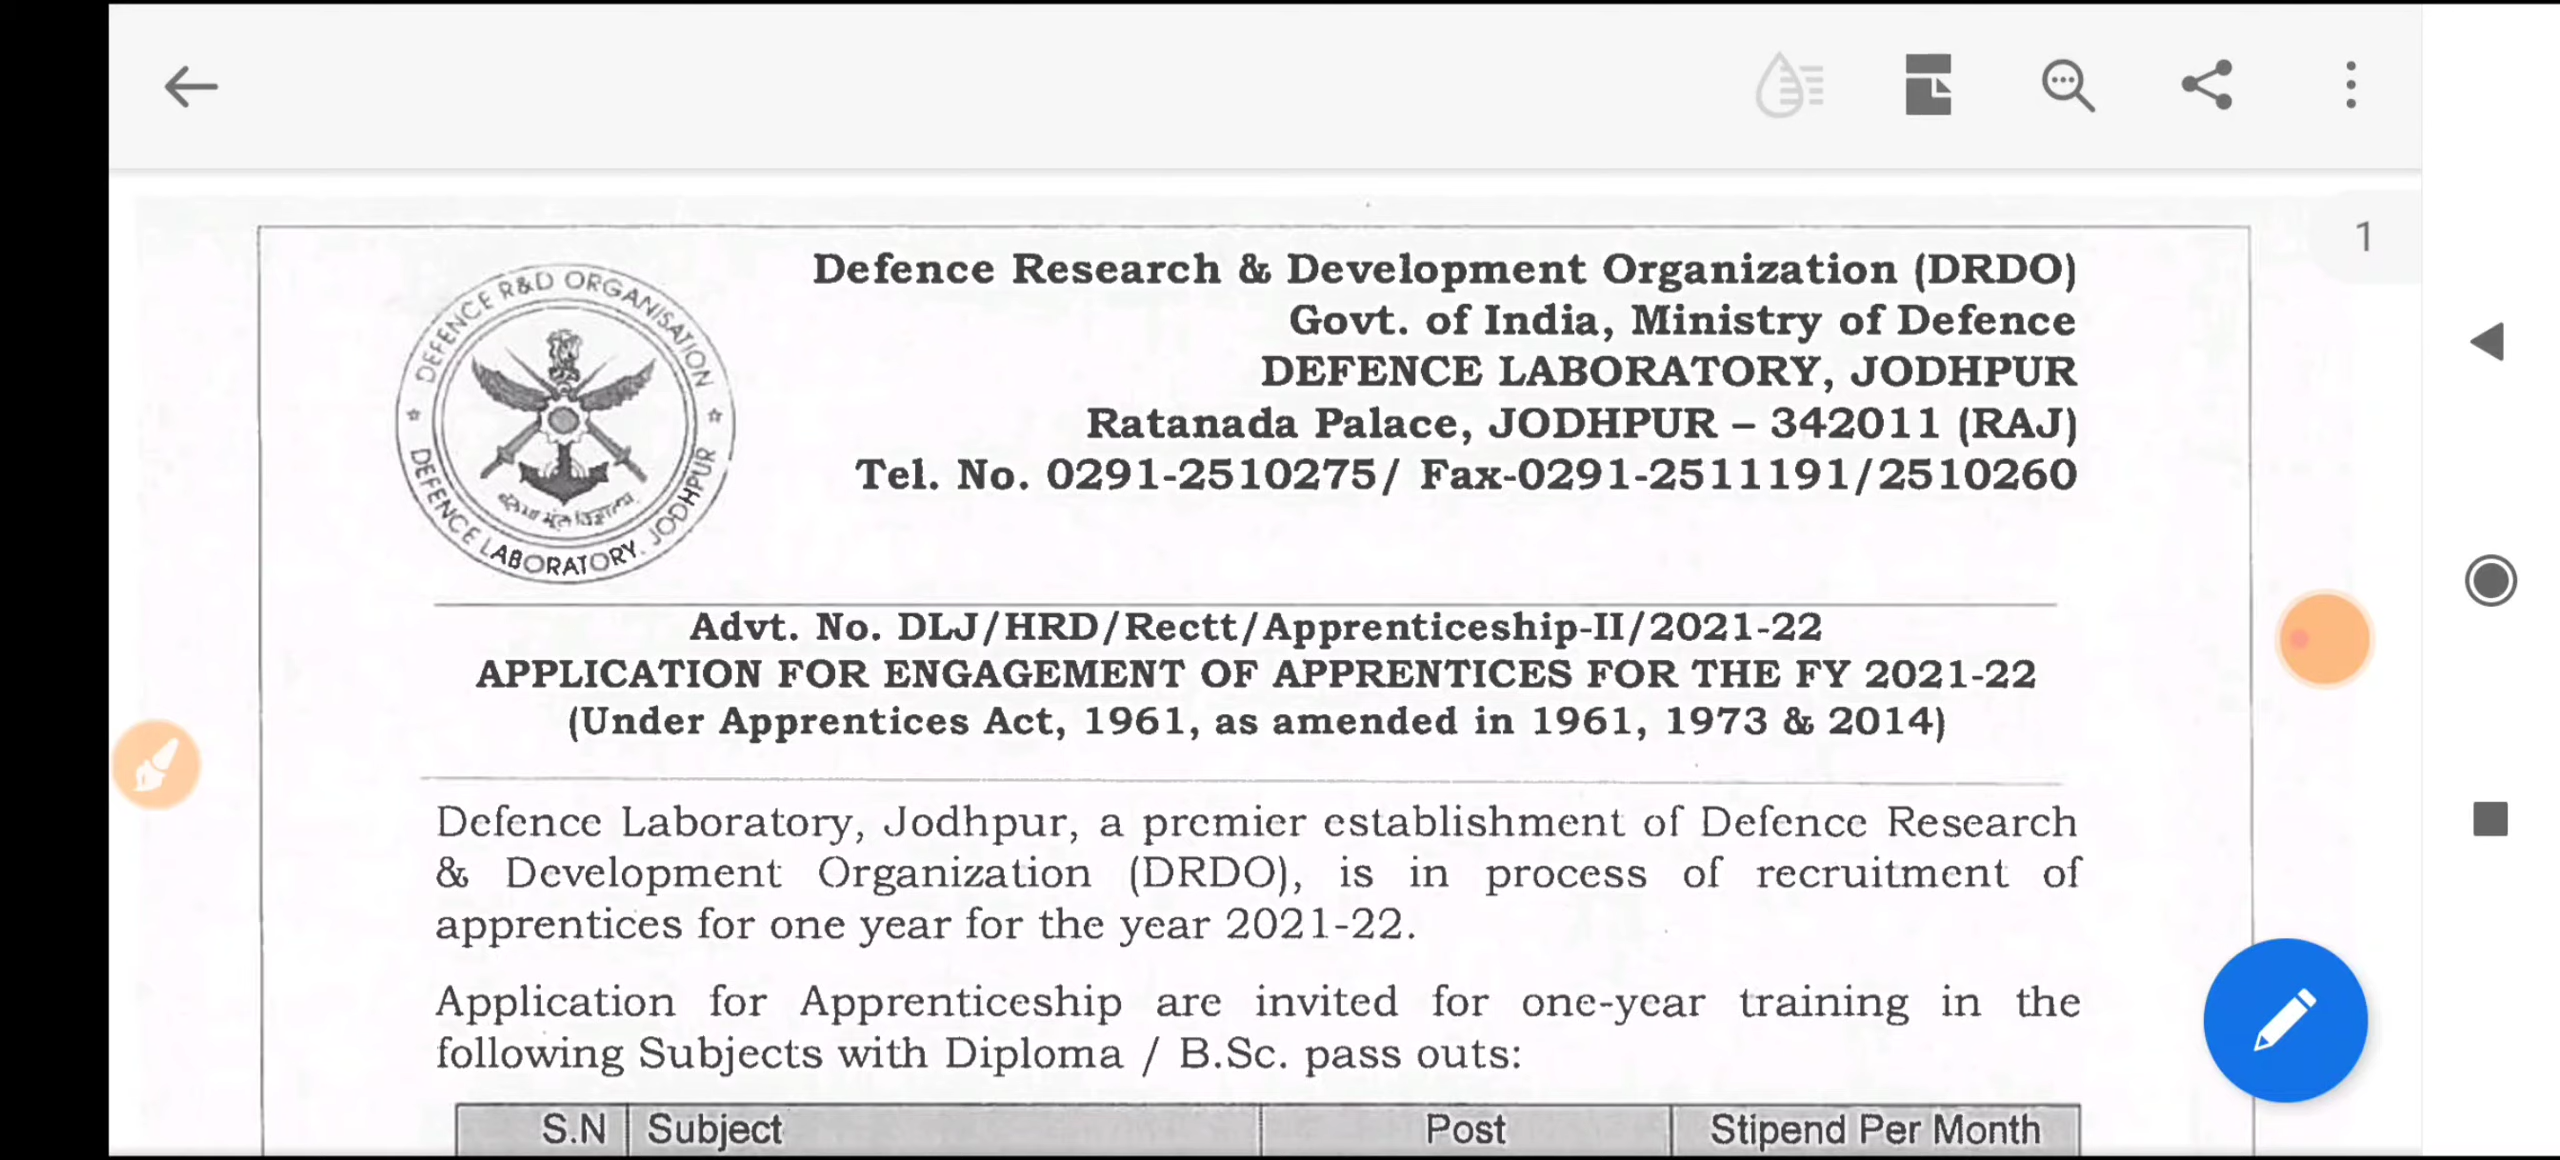 1
DEFENCE R&D ORGANISATION
DEFENCE LABORATORY, JODHPUR
Defence Research & Development Organization (DRDO)
Govt. of India, Ministry of Defence
DEFENCE LABORATORY, JODHPUR
Ratanada Palace, JODHPUR – 342011 (RAJ)
Tel. No. 0291-2510275/ Fax-0291-2511191/2510260
Advt. No. DLJ/HRD/Rectt/Apprenticeship-II/2021-22
APPLICATION FOR ENGAGEMENT OF APPRENTICES FOR THE FY 2021-22
(Under Apprentices Act, 1961, as amended in 1961, 1973 & 2014)
Defence Laboratory, Jodhpur, a premier establishment of Defence Research
& Development Organization (DRDO), is in process of recruitment of
apprentices for one year for the year 2021-22.
Application for Apprenticeship are invited for one-year training in the
following Subjects with Diploma / B.Sc. pass outs:
S.N Subject Post Stipend Per Month